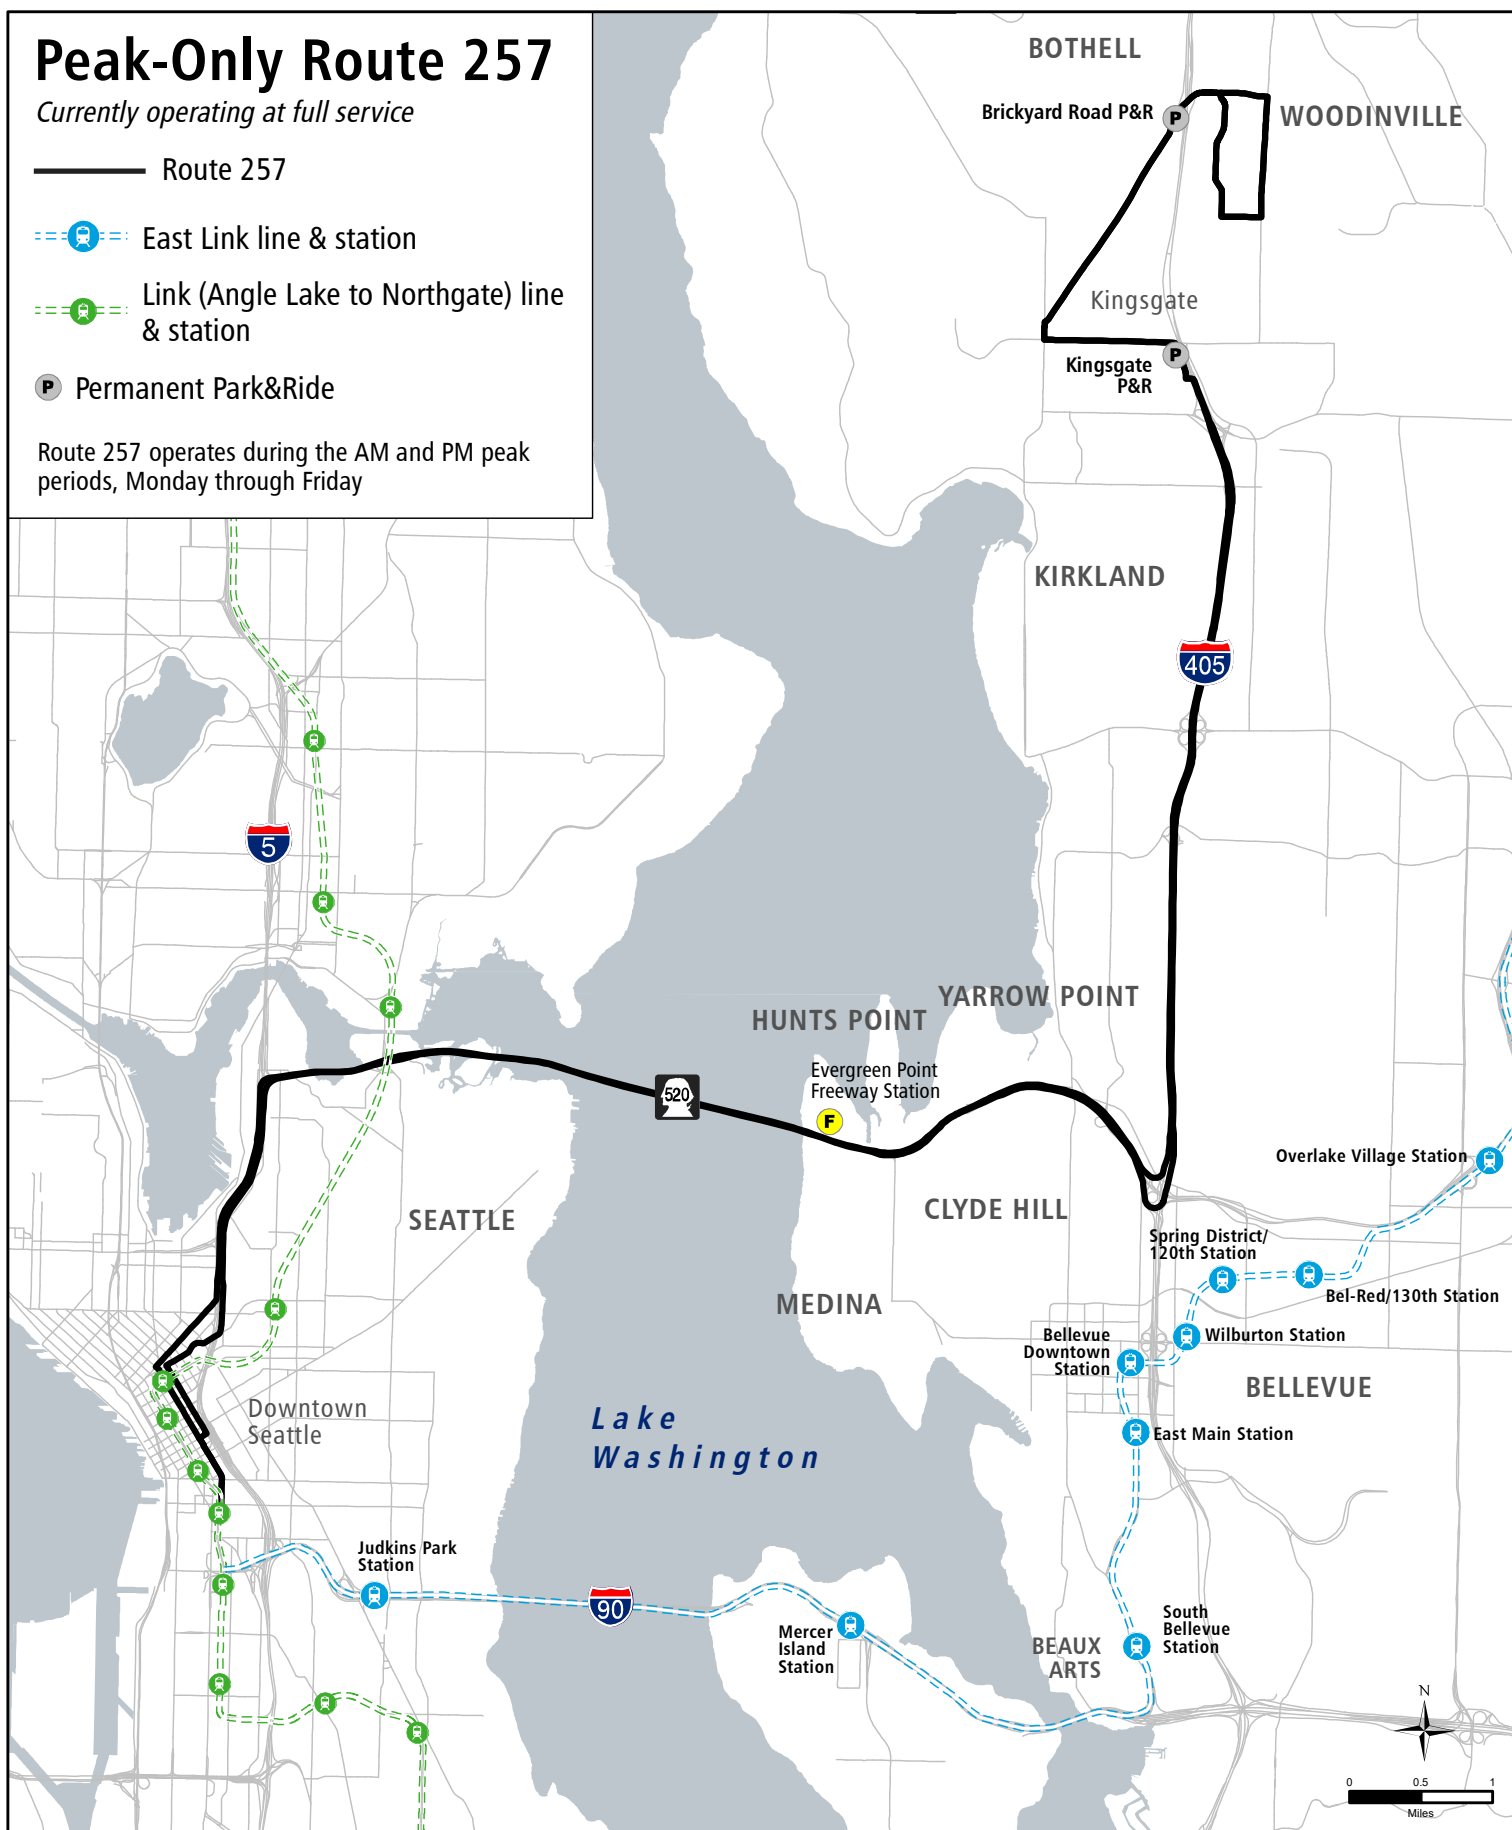 Peak-Only Route 257
Currently operating at full service
Route 257
East Link line & station
Link (Angle Lake to Northgate) line
& station
P
Permanent Park&Ride
Route 257 operates during the AM and PM peak
periods, Monday through Friday
BOTHELL
Brickyard Road P&R
P
WOODINVILLE
Kingsgate
Kingsgate
P&R
P
KIRKLAND
405
5
YARROW POINT
HUNTS POINT
Evergreen Point
Freeway Station
F
520
Overlake Village Station
SEATTLE
CLYDE HILL
Spring District/
120th Station
Bel-Red/130th Station
MEDINA
Bellevue
Downtown
Station
Wilburton Station
BELLEVUE
Downtown
Seattle
Lake
Washington
East Main Station
Judkins Park
Station
90
Mercer
Island
Station
South
Bellevue
Station
BEAUX
ARTS
N
0 0.5 1
Miles